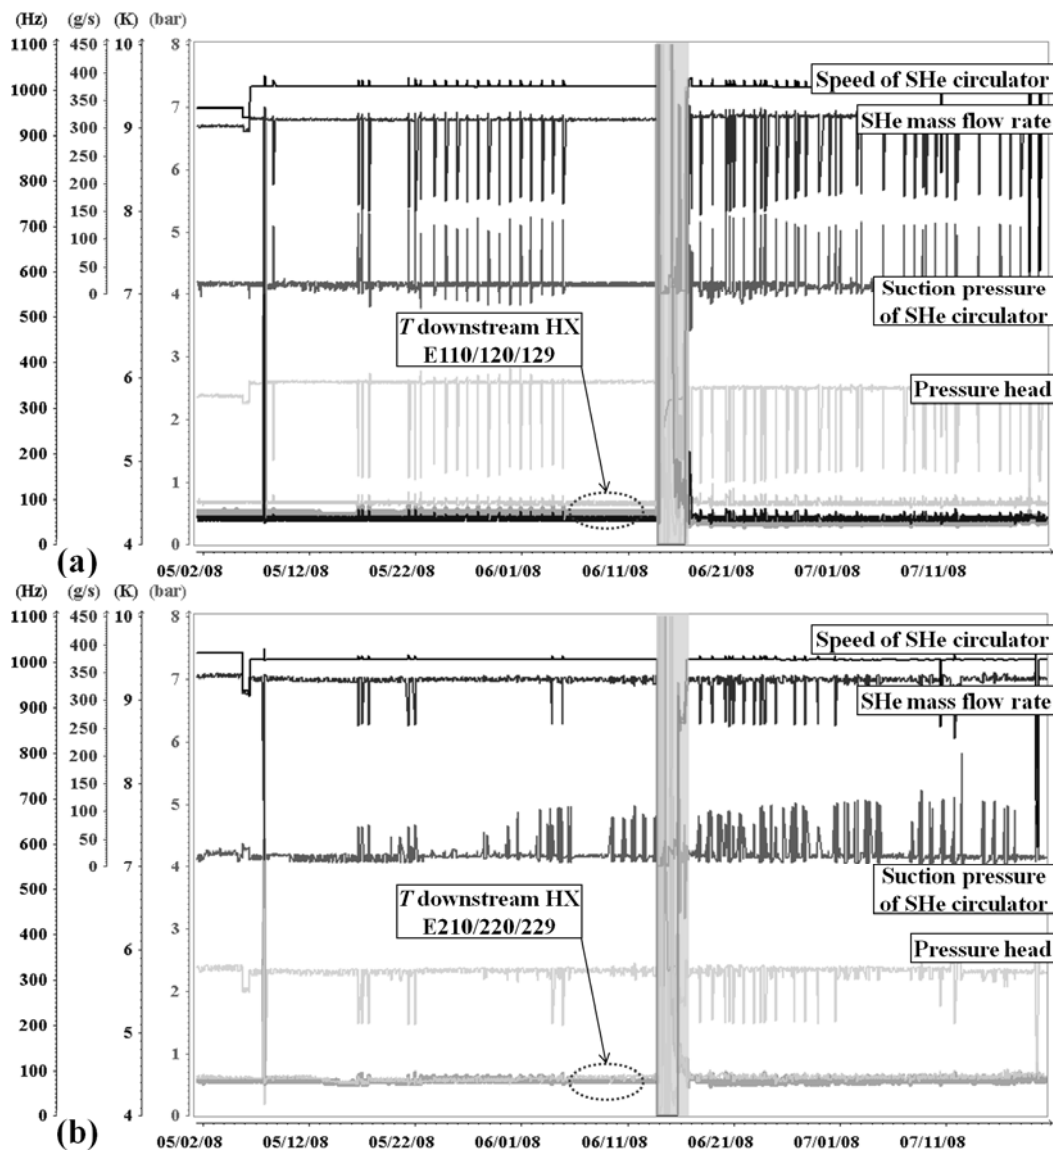 (Hz) (g/s) (K) (bar)
1100 450 10 8
1000 400
350 7
900 9
300
800 250 6
200
700 8
150 5
600 100
50
500 0 7 4
400
3
300 6
2
200 5
100 1
0 4 0
Speed of SHe circulator
SHe mass flow rate
Suction pressure
of SHe circulator
T downstream HX
E110/120/129
Pressure head
(a)
05/02/08 05/12/08 05/22/08 06/01/08 06/11/08 06/21/08 07/01/08 07/11/08
(Hz) (g/s) (K) (bar)
1100 450 10 8
1000 400
350 7
900 9
300
800 250 6
200
700 8
150 5
600 100
50
500 0 7 4
400
3
300 6
2
200 5
100 1
0 4 0
Speed of SHe circulator
SHe mass flow rate
Suction pressure
of SHe circulator
T downstream HX
E210/220/229
Pressure head
(b)
05/02/08 05/12/08 05/22/08 06/01/08 06/11/08 06/21/08 07/01/08 07/11/08